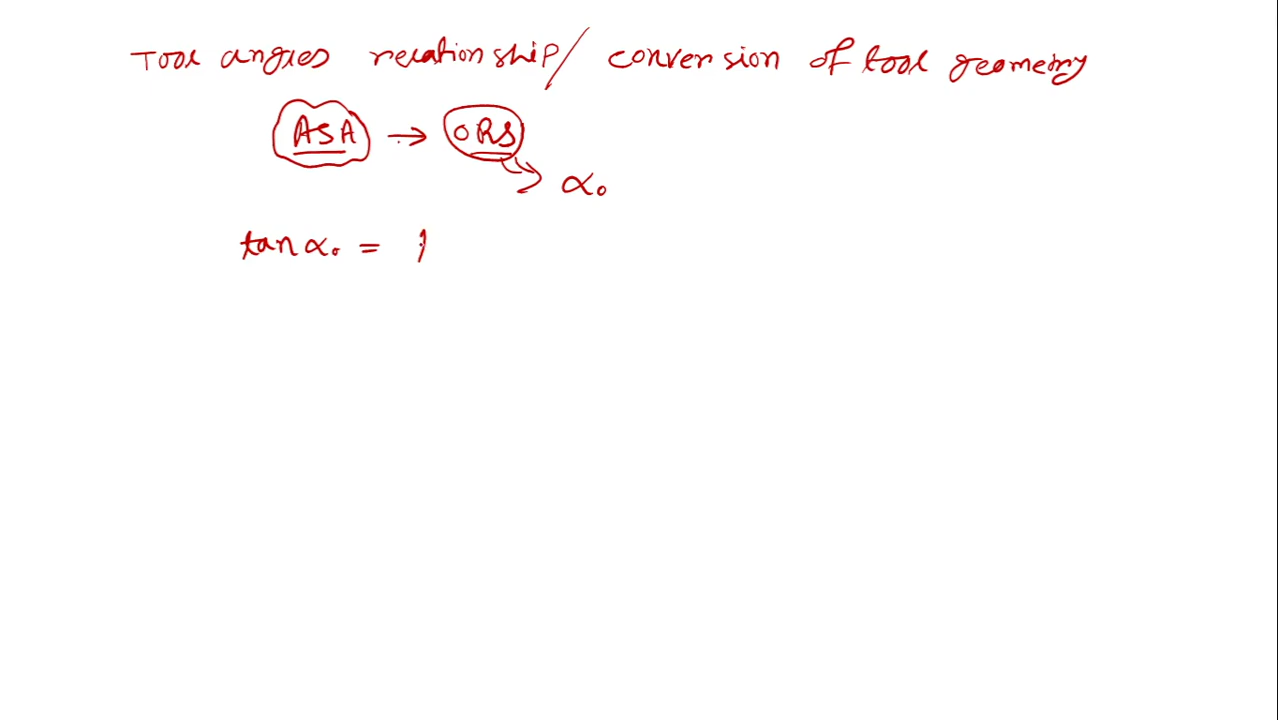 Tool angles relationship/ conversion of tool geometry
ASA → ORS
α₀
tan α₀ =